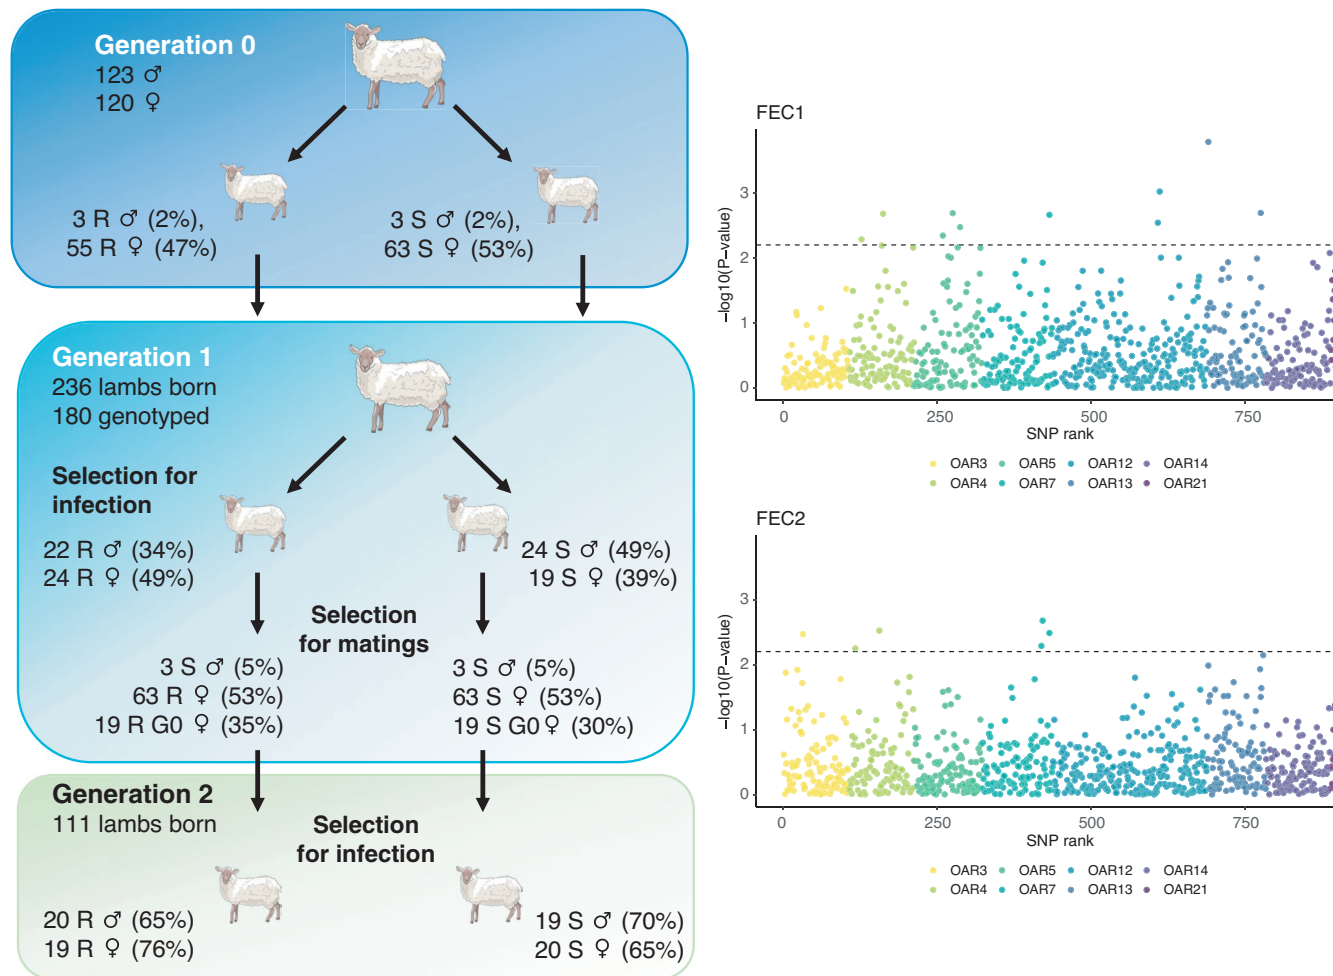 Generation 0
123 ♂
120 ♀
3 R ♂ (2%),
55 R ♀ (47%)
3 S ♂ (2%),
63 S ♀ (53%)
Generation 1
236 lambs born
180 genotyped
Selection for
infection
22 R ♂ (34%)
24 R ♀ (49%)
24 S ♂ (49%)
19 S ♀ (39%)
Selection
for matings
3 S ♂ (5%)
63 R ♀ (53%)
19 R G0 ♀ (35%)
3 S ♂ (5%)
63 S ♀ (53%)
19 S G0 ♀ (30%)
Generation 2
111 lambs born
Selection
for infection
20 R ♂ (65%)
19 R ♀ (76%)
19 S ♂ (70%)
20 S ♀ (65%)
FEC1
−log10(P−value)
3
2
1
0
0 250 500 750
SNP rank
OAR3 OAR5 OAR12 OAR14
OAR4 OAR7 OAR13 OAR21
FEC2
−log10(P−value)
3
2
1
0
0 250 500 750
SNP rank
OAR3 OAR5 OAR12 OAR14
OAR4 OAR7 OAR13 OAR21